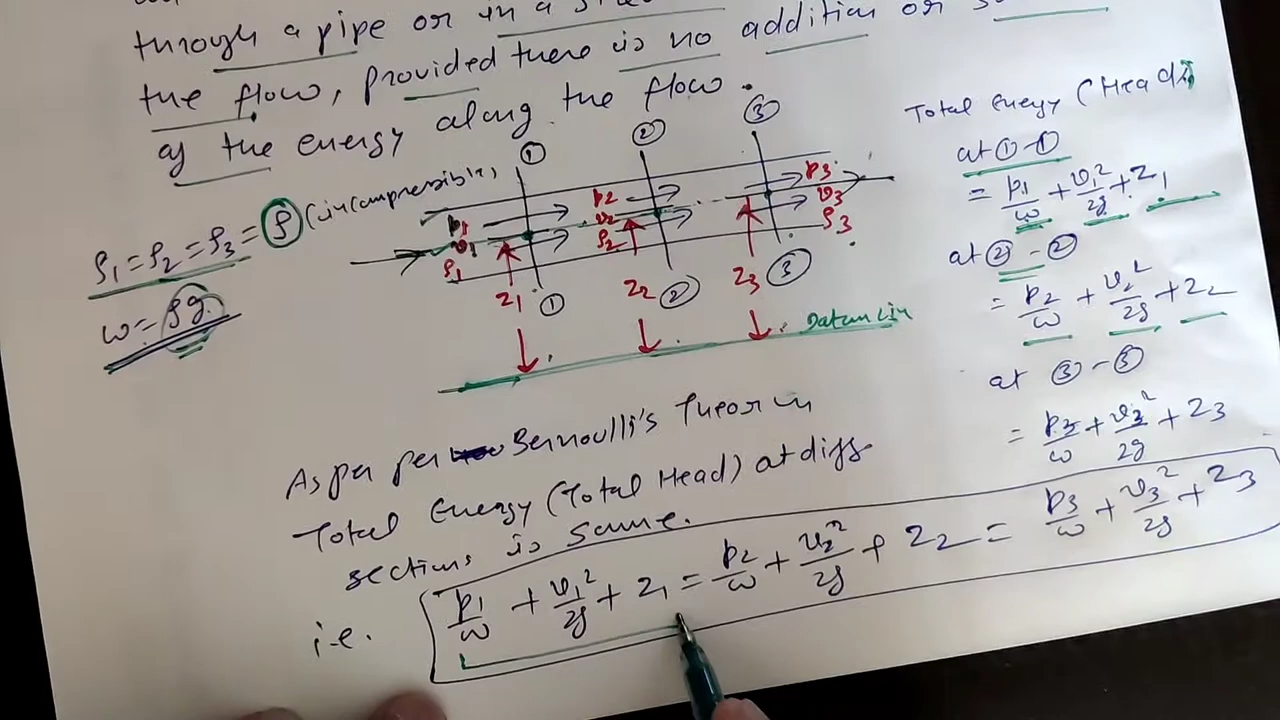 through a pipe or in a
the flow, provided there is no addition or
of the energy along the flow.
ρ1 = ρ2 = ρ3 = ρ (incompressible)
w = ρg
① ② ③
p1 p2 p3
v1 v2 v3
ρ1 ρ2 ρ3
Z1 ① Z2 ② Z3 ③
Datum Lin
Total Energy (Head)
at ①-①
= p1/w + v1²/2g + Z1
at ②-②
= p2/w + v2²/2g + Z2
at ③-③
= p3/w + v3²/2g + Z3
As per per Bernoulli's Theorem
Total Energy (Total Head) at diff.
sections is same.
i.e. p1/w + v1²/2g + Z1 = p2/w + v2²/2g + Z2 = p3/w + v3²/2g + Z3